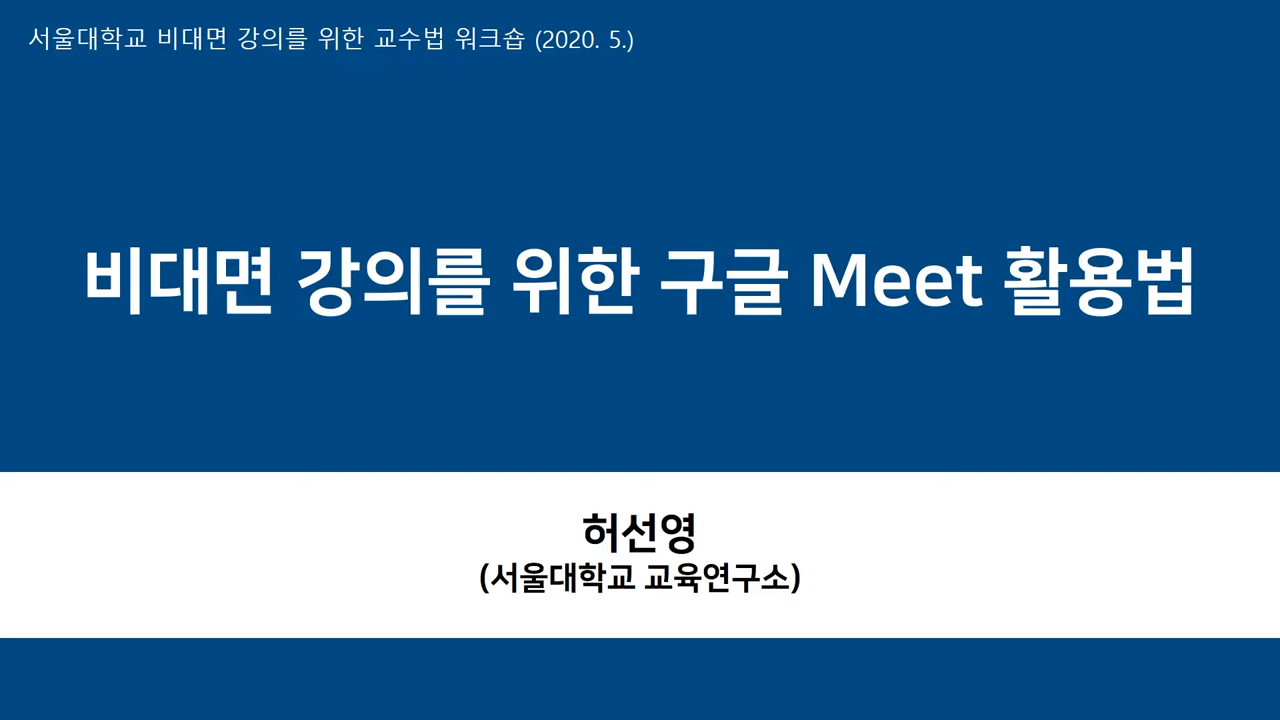 서울대학교 비대면 강의를 위한 교수법 워크숍 (2020. 5.)
비대면 강의를 위한 구글 Meet 활용법
허선영
(서울대학교 교육연구소)